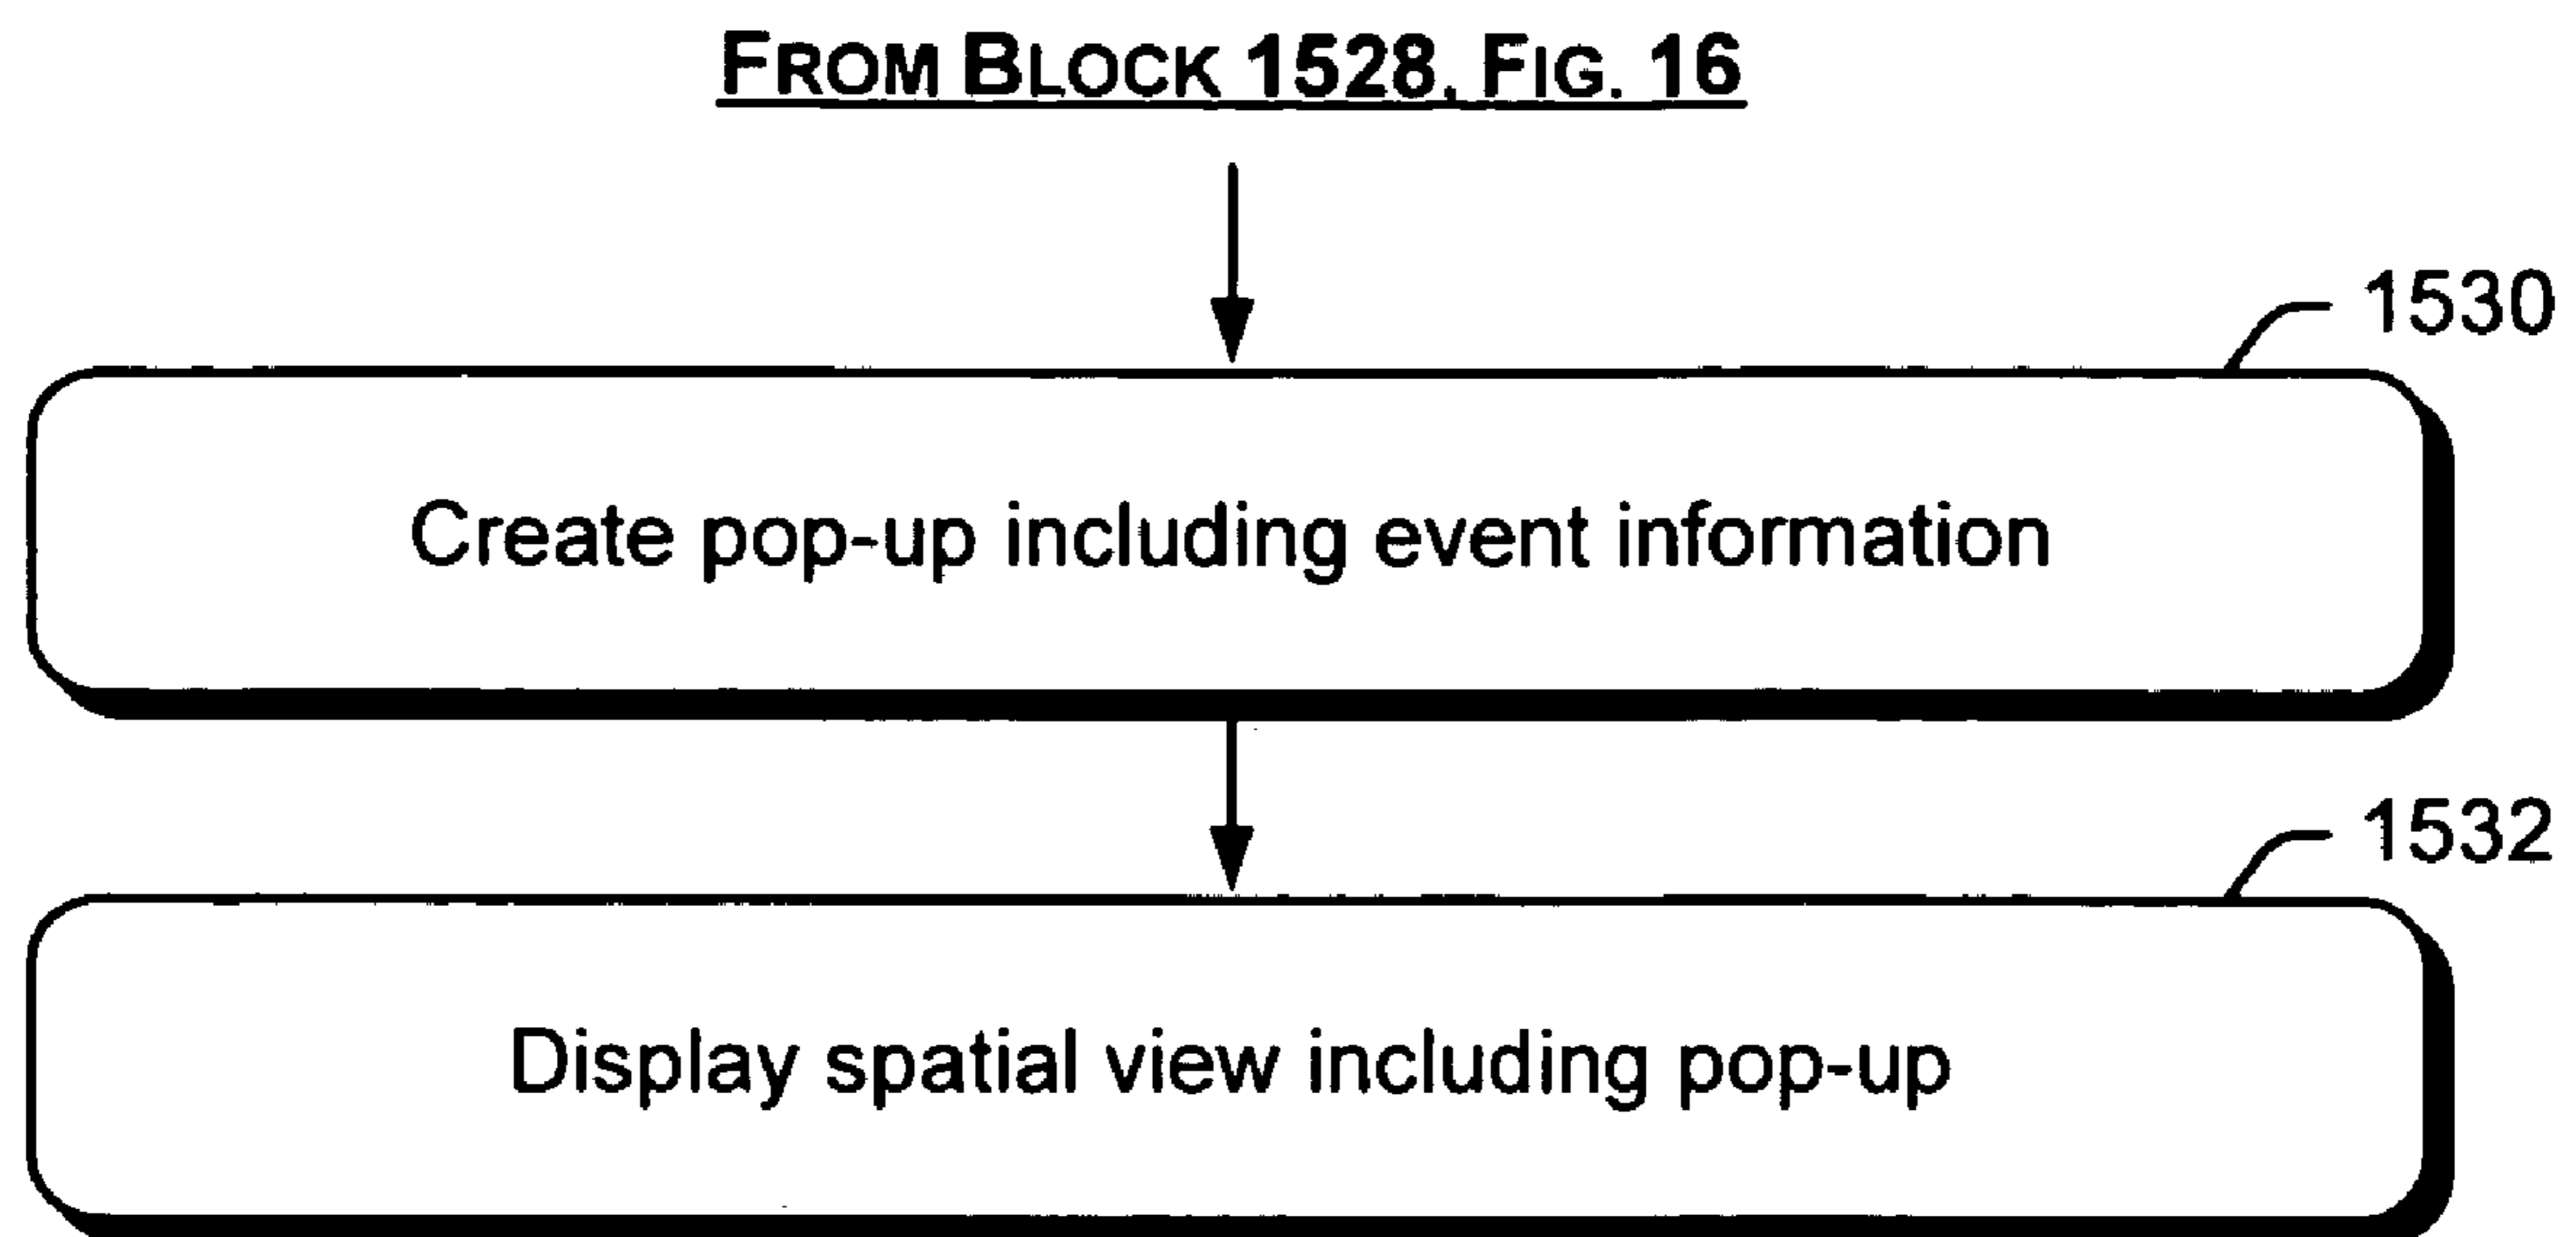 FROM BLOCK 1528, FIG. 16
1530
Create pop-up including event information
1532
Display spatial view including pop-up